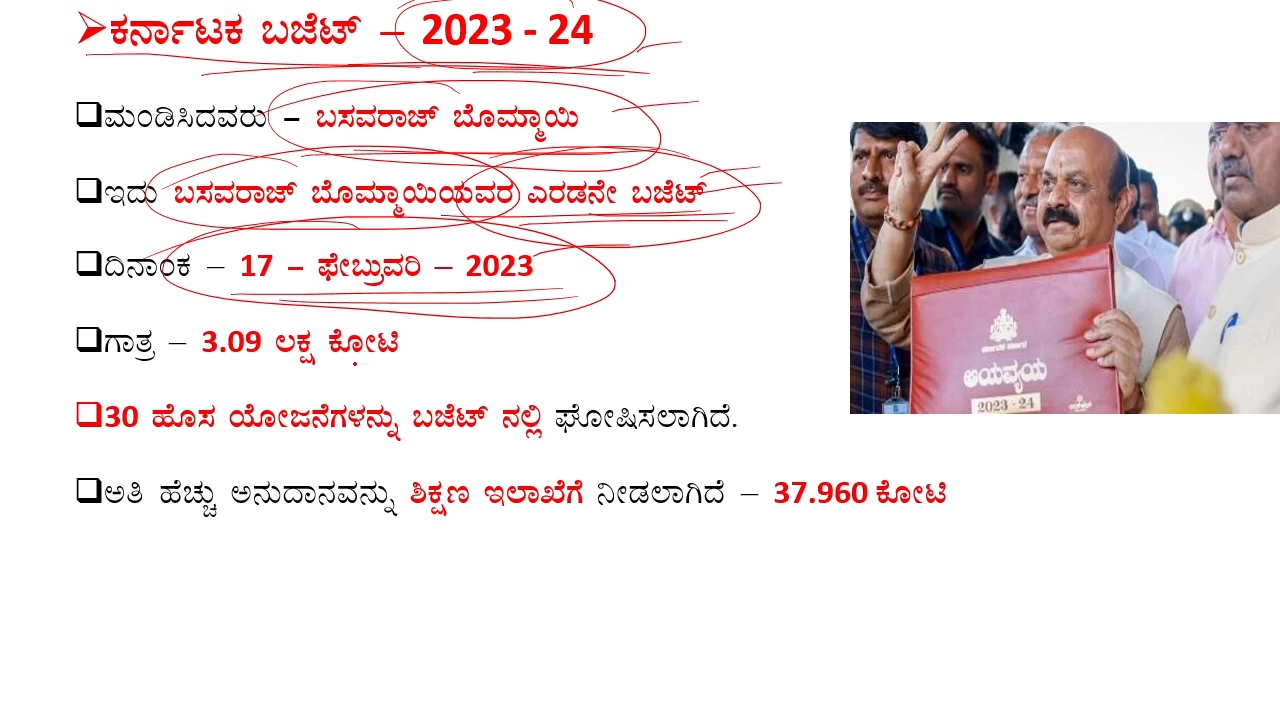 ➢ಕರ್ನಾಟಕ ಬಜೆಟ್ – 2023 - 24
❑ಮಂಡಿಸಿದವರು – ಬಸವರಾಜ್ ಬೊಮ್ಮಾಯಿ
❑ಇದು ಬಸವರಾಜ್ ಬೊಮ್ಮಾಯಿಯವರ ಎರಡನೇ ಬಜೆಟ್
❑ದಿನಾಂಕ – 17 – ಫೇಬ್ರುವರಿ – 2023
❑ಗಾತ್ರ – 3.09 ಲಕ್ಷ ಕೋಟಿ
❑30 ಹೊಸ ಯೋಜನೆಗಳನ್ನು ಬಜೆಟ್ ನಲ್ಲಿ ಘೋಷಿಸಲಾಗಿದೆ.
❑ಅತಿ ಹೆಚ್ಚು ಅನುದಾನವನ್ನು ಶಿಕ್ಷಣ ಇಲಾಖೆಗೆ ನೀಡಲಾಗಿದೆ – 37.960 ಕೋಟಿ
ಆಯವ್ಯಯ
2023-24